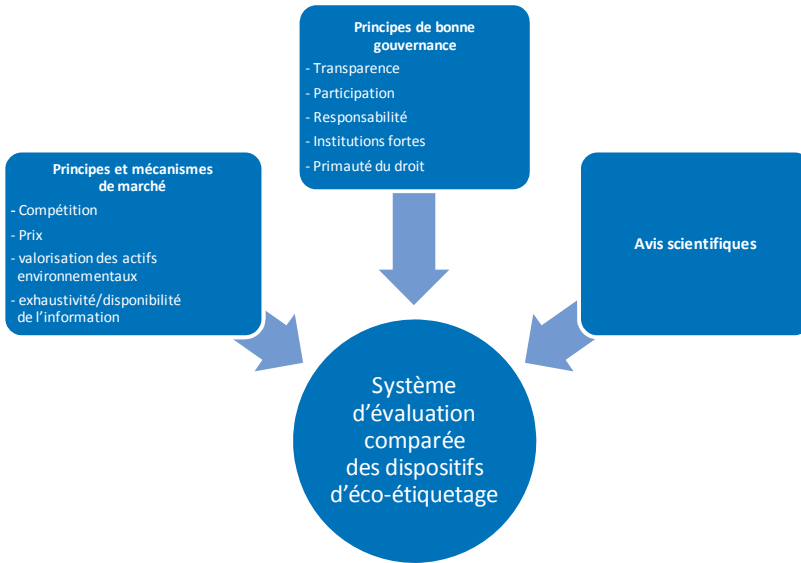 Principes de bonne
gouvernance
- Transparence
- Participation
- Responsabilité
- Institutions fortes
- Primauté du droit
Principes et mécanismes
de marché
- Compétition
- Prix
- valorisation des actifs
environnementaux
- exhaustivité/disponibilité
de l'information
Avis scientifiques
Système
d'évaluation
comparée
des dispositifs
d'éco-étiquetage